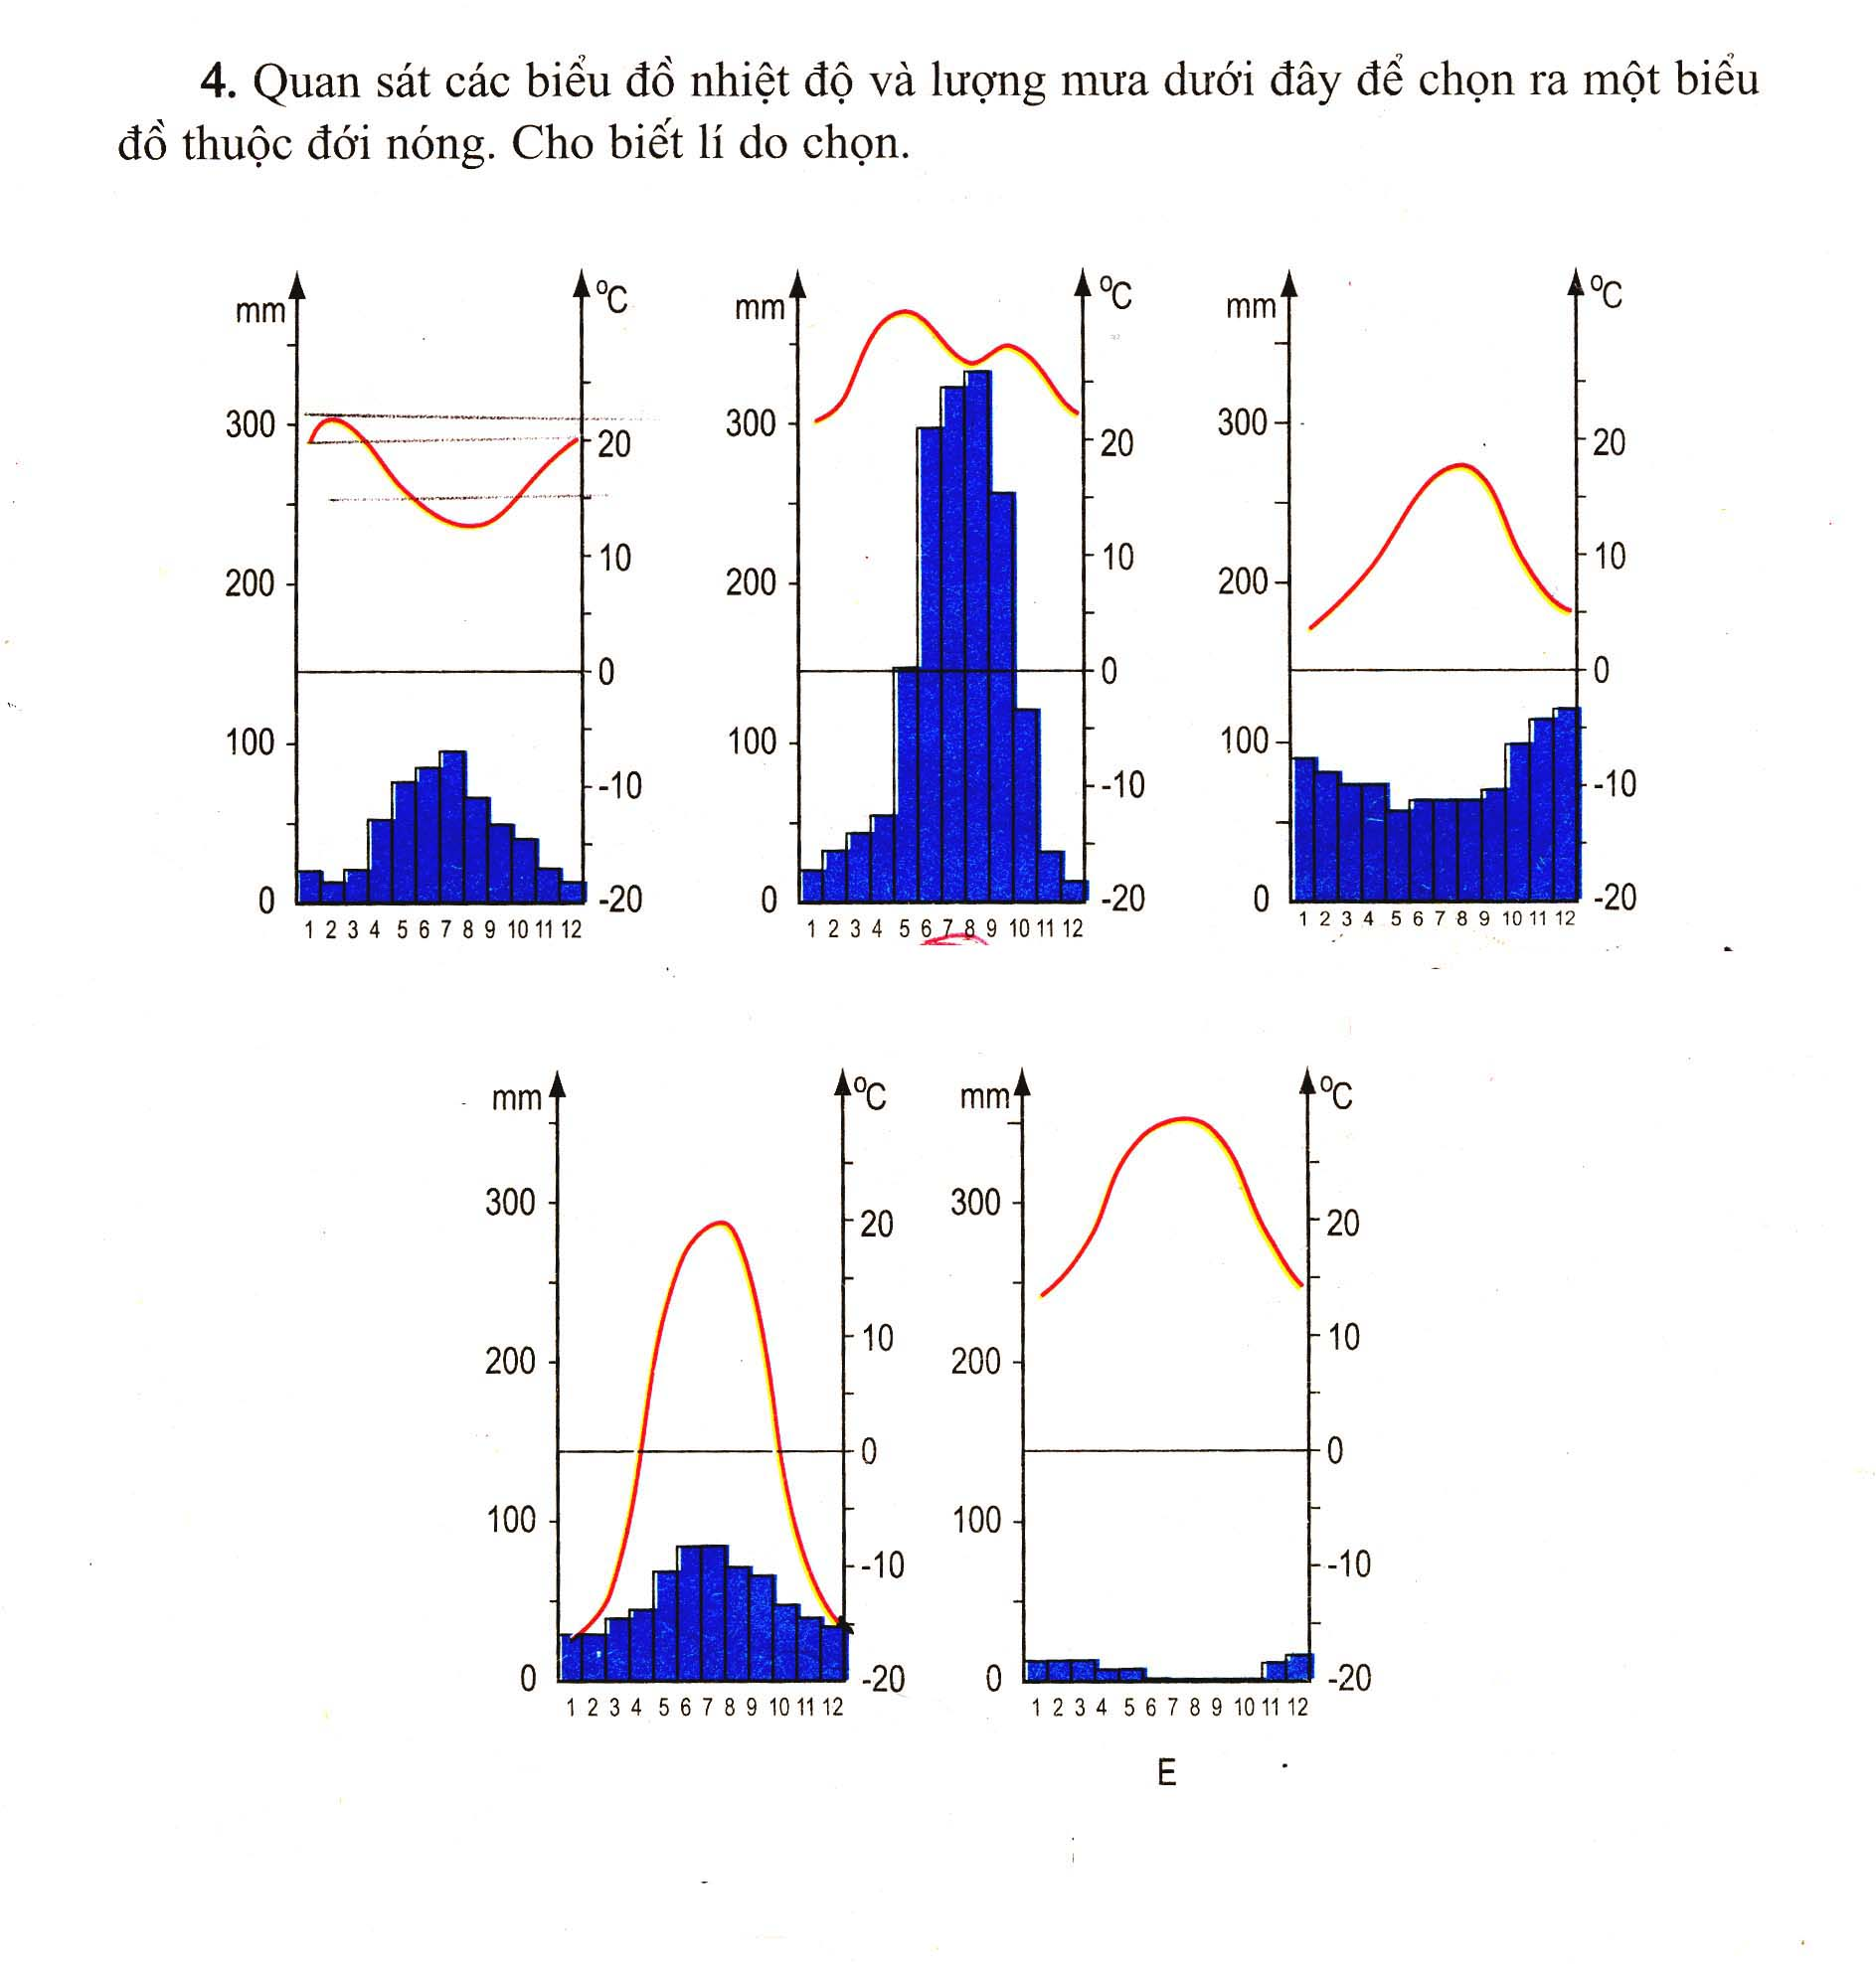 4. Quan sát các biểu đồ nhiệt độ và lượng mưa dưới đây để chọn ra một biểu
đồ thuộc đới nóng. Cho biết lí do chọn.
mm
°C
300
200
100
0
20
10
0
-10
-20
1 2 3 4 5 6 7 8 9 10 11 12
mm
°C
300
200
100
0
20
10
0
-10
-20
1 2 3 4 5 6 7 8 9 10 11 12
mm
°C
300
200
100
0
20
10
0
-10
-20
1 2 3 4 5 6 7 8 9 10 11 12
mm
°C
300
200
100
0
20
10
0
-10
-20
1 2 3 4 5 6 7 8 9 10 11 12
mm
°C
300
200
100
0
20
10
0
-10
-20
1 2 3 4 5 6 7 8 9 10 11 12
E